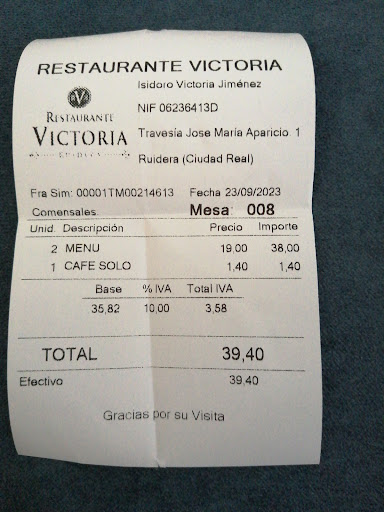 RESTAURANTE VICTORIA
Isidoro Victoria Jiménez
NIF 06236413D
RESTAURANTE
VICTORIA
Travesía Jose María Aparicio. 1
Ruidera (Ciudad Real)
Fra Sim: 00001TM00214613 Fecha 23/09/2023
Comensales: Mesa: 008
Unid. Descripción Precio Importe
2 MENU 19,00 38,00
1 CAFE SOLO 1,40 1,40
Base % IVA Total IVA
35,82 10,00 3,58
TOTAL 39,40
Efectivo 39,40
Gracias por su Visita